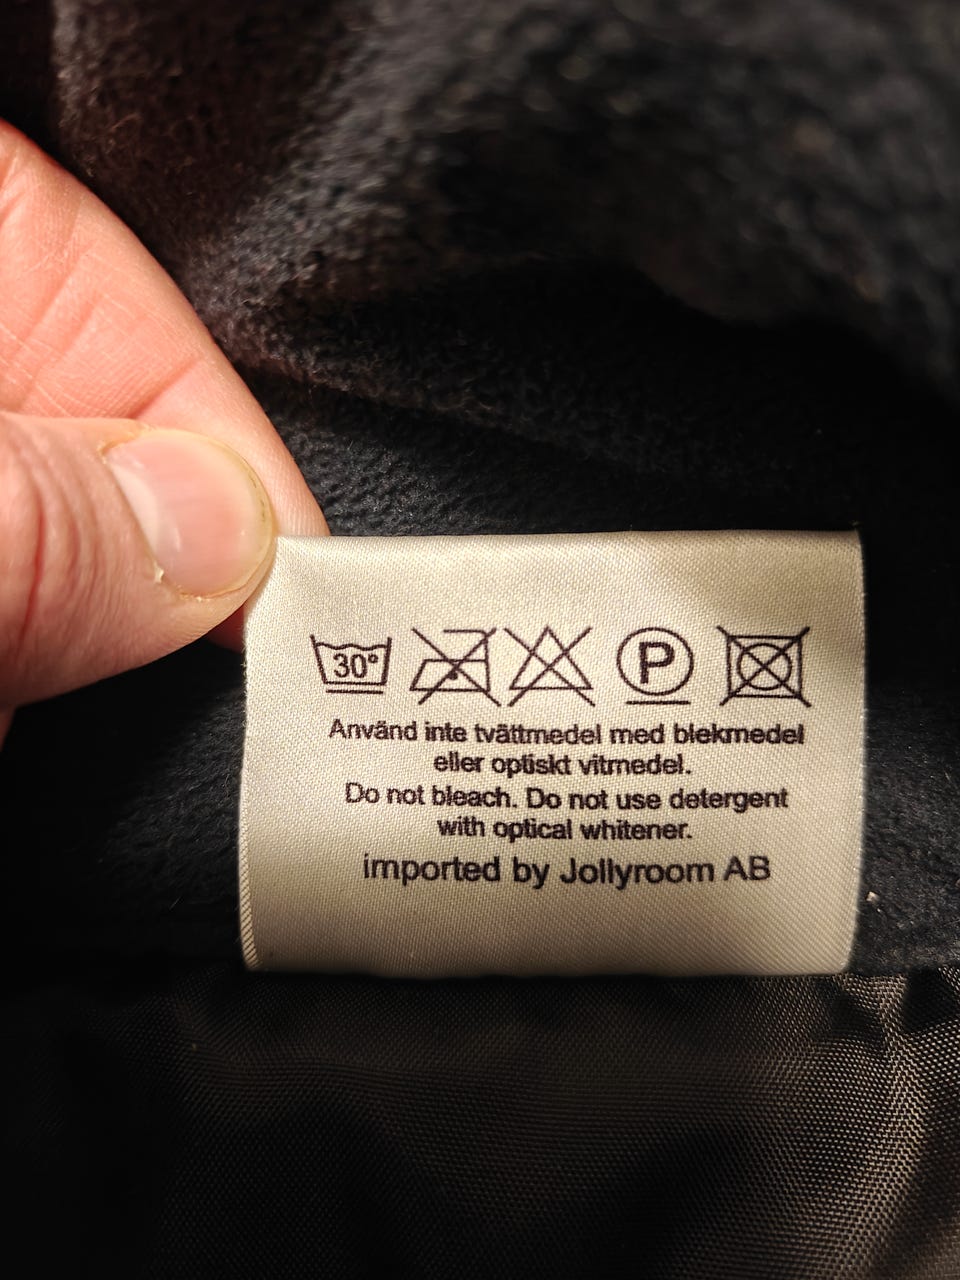 30°
P
Använd inte tvättmedel med blekmedel
eller optiskt vitmedel.
Do not bleach. Do not use detergent
with optical whitener.
imported by Jollyroom AB